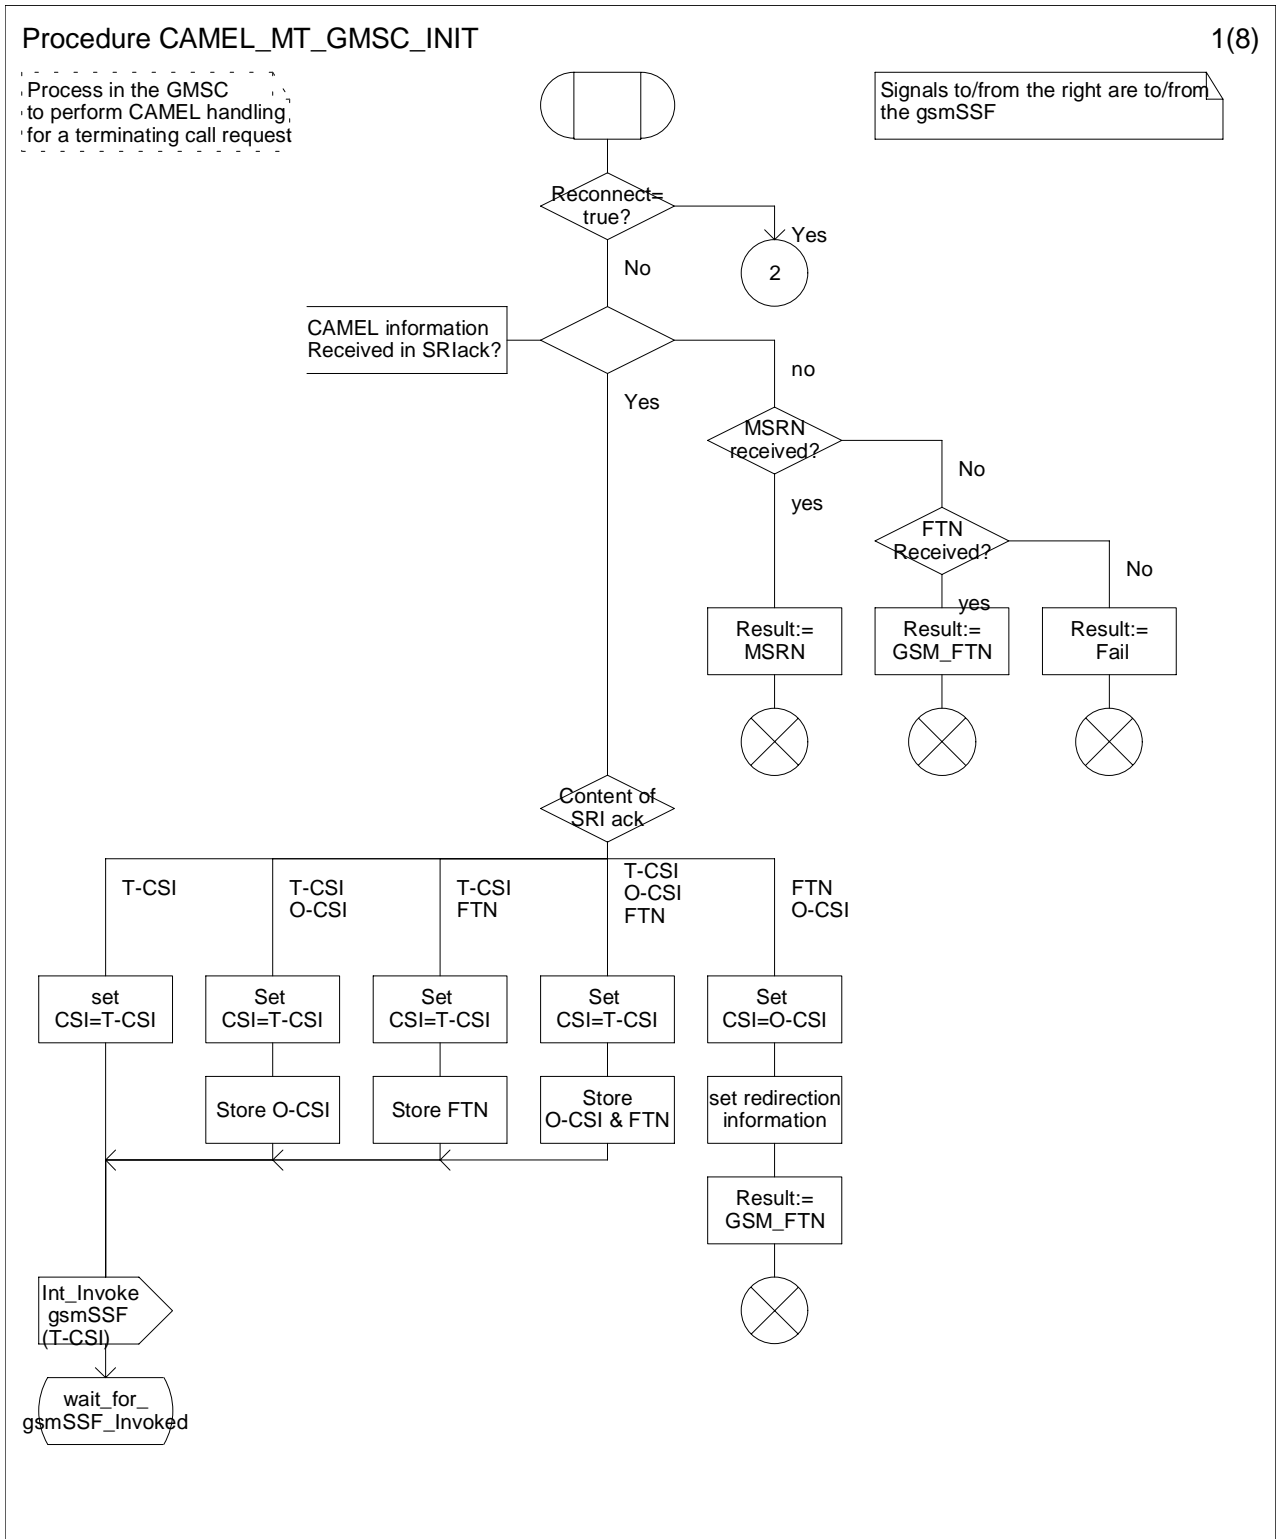 Procedure CAMEL_MT_GMSC_INIT
1(8)
Process in the GMSC
to perform CAMEL handling
for a terminating call request
Signals to/from the right are to/from
the gsmSSF
Reconnect=
true?
Yes
2
No
CAMEL information
Received in SRIack?
no
Yes
MSRN
received?
No
yes
FTN
Received?
No
yes
Result:=
MSRN
Result:=
GSM_FTN
Result:=
Fail
Content of
SRI ack
T-CSI
T-CSI
O-CSI
T-CSI
FTN
T-CSI
O-CSI
FTN
FTN
O-CSI
set
CSI=T-CSI
Set
CSI=T-CSI
Set
CSI=T-CSI
Set
CSI=T-CSI
Set
CSI=O-CSI
Store O-CSI
Store FTN
Store
O-CSI & FTN
set redirection
information
Result:=
GSM_FTN
Int_Invoke
gsmSSF
(T-CSI)
wait_for_
gsmSSF_Invoked